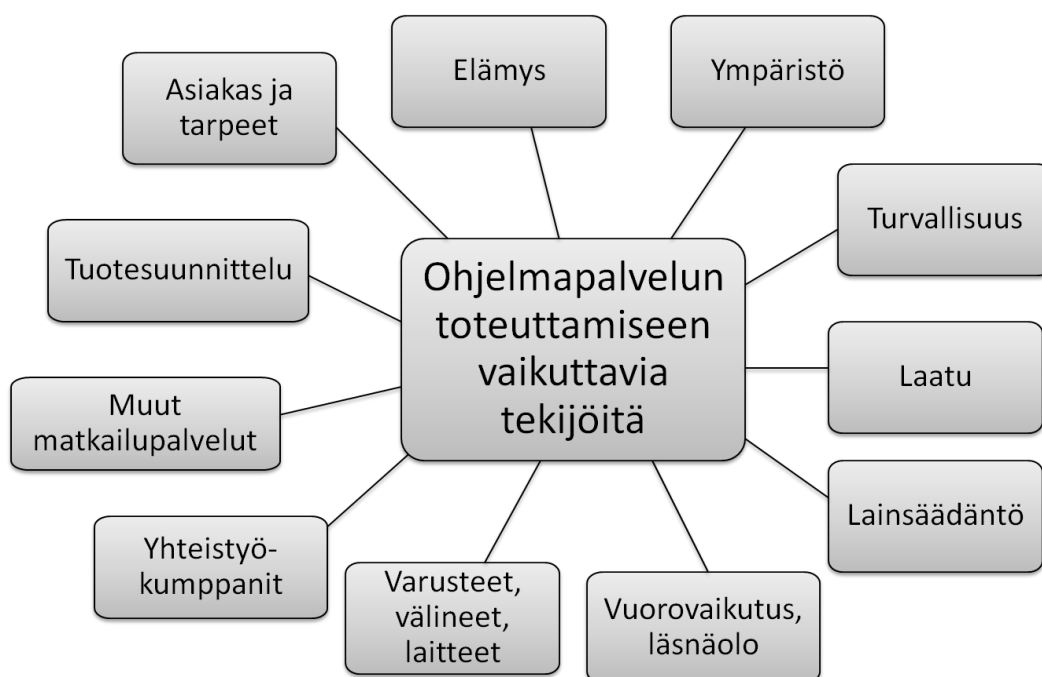 Elämys
Ympäristö
Asiakas ja
tarpeet
Turvallisuus
Tuotesuunnittelu
Ohjelmapalvelun
toteuttamiseen
vaikuttavia
tekijöitä
Laatu
Muut
matkailupalvelut
Lainsäädäntö
Yhteistyö-
kumppanit
Varusteet,
välineet,
laitteet
Vuorovaikutus,
läsnäolo